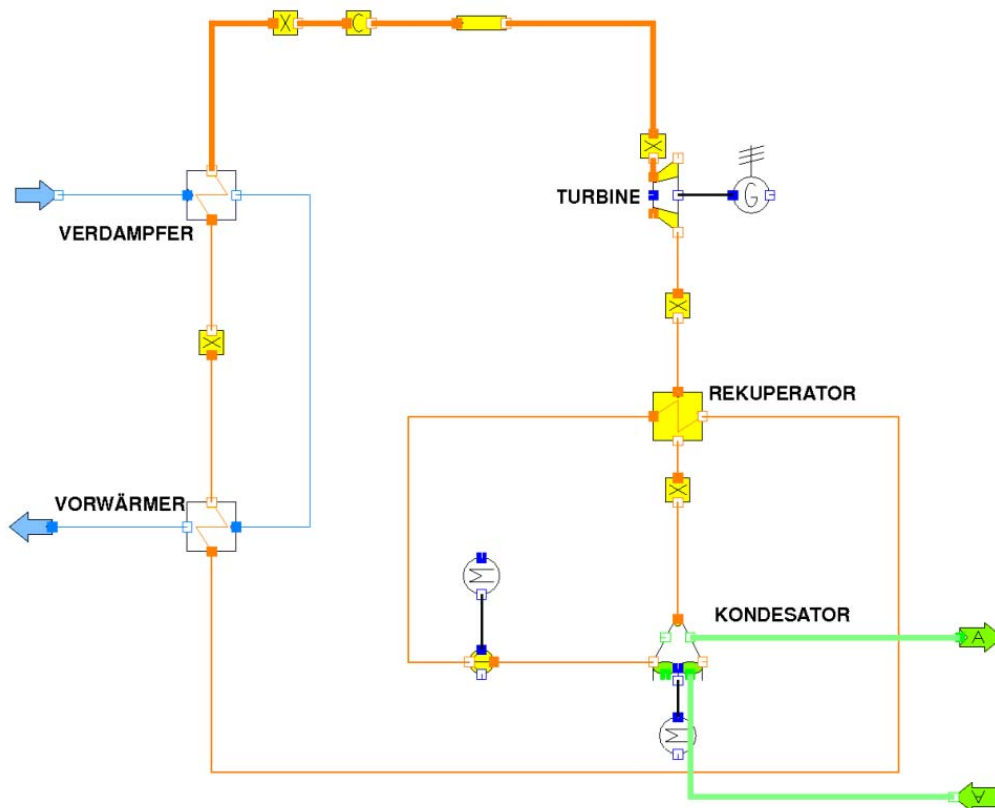 X C
X
TURBINE G
VERDAMPFER
X
X
REKUPERATOR
X
VORWÄRMER
M
KONDESATOR
A
M
A